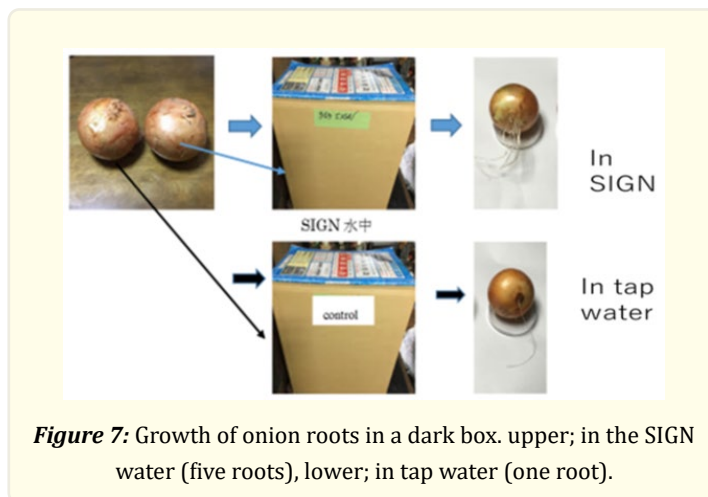 In
SIGN
SIGN 水中
control
In tap
water
Figure 7: Growth of onion roots in a dark box. upper; in the SIGN
water (five roots), lower; in tap water (one root).